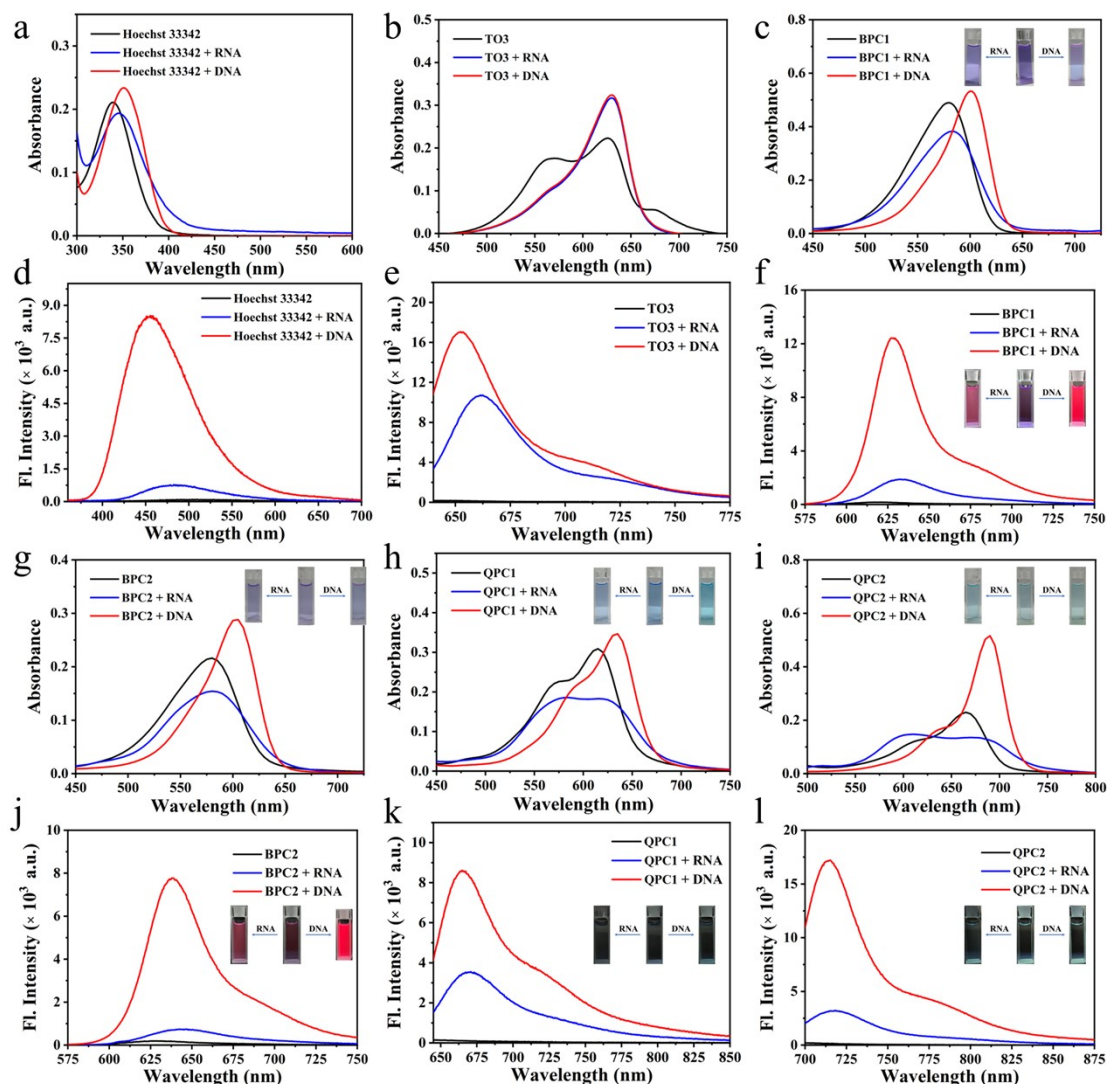 a
0.3
0.2
0.1
0.0
Absorbance
Hoechst 33342
Hoechst 33342 + RNA
Hoechst 33342 + DNA
300 350 400 450 500 550 600
Wavelength (nm)
b
0.5
0.4
0.3
0.2
0.1
0.0
Absorbance
TO3
TO3 + RNA
TO3 + DNA
450 500 550 600 650 700 750
Wavelength (nm)
c
0.8
0.6
0.4
0.2
0.0
Absorbance
BPC1
BPC1 + RNA
BPC1 + DNA
RNA DNA
450 500 550 600 650 700
Wavelength (nm)
d
9.0
7.5
6.0
4.5
3.0
1.5
0.0
Fl. Intensity (× 10³ a.u.)
Hoechst 33342
Hoechst 33342 + RNA
Hoechst 33342 + DNA
400 450 500 550 600 650 700
Wavelength (nm)
e
20
16
12
8
4
0
Fl. Intensity (× 10³ a.u.)
TO3
TO3 + RNA
TO3 + DNA
650 675 700 725 750 775
Wavelength (nm)
f
16
12
8
4
0
Fl. Intensity (× 10³ a.u.)
BPC1
BPC1 + RNA
BPC1 + DNA
RNA DNA
575 600 625 650 675 700 725 750
Wavelength (nm)
g
0.4
0.3
0.2
0.1
0.0
Absorbance
BPC2
BPC2 + RNA
BPC2 + DNA
RNA DNA
450 500 550 600 650 700
Wavelength (nm)
h
0.5
0.4
0.3
0.2
0.1
0.0
Absorbance
QPC1
QPC1 + RNA
QPC1 + DNA
RNA DNA
450 500 550 600 650 700 750
Wavelength (nm)
i
0.8
0.6
0.4
0.2
0.0
Absorbance
QPC2
QPC2 + RNA
QPC2 + DNA
RNA DNA
500 550 600 650 700 750 800
Wavelength (nm)
j
10
8
6
4
2
0
Fl. Intensity (× 10³ a.u.)
BPC2
BPC2 + RNA
BPC2 + DNA
RNA DNA
575 600 625 650 675 700 725 750
Wavelength (nm)
k
10
8
6
4
2
0
Fl. Intensity (× 10³ a.u.)
QPC1
QPC1 + RNA
QPC1 + DNA
RNA DNA
650 675 700 725 750 775 800 825 850
Wavelength (nm)
l
20
15
10
5
0
Fl. Intensity (× 10³ a.u.)
QPC2
QPC2 + RNA
QPC2 + DNA
RNA DNA
700 725 750 775 800 825 850 875
Wavelength (nm)